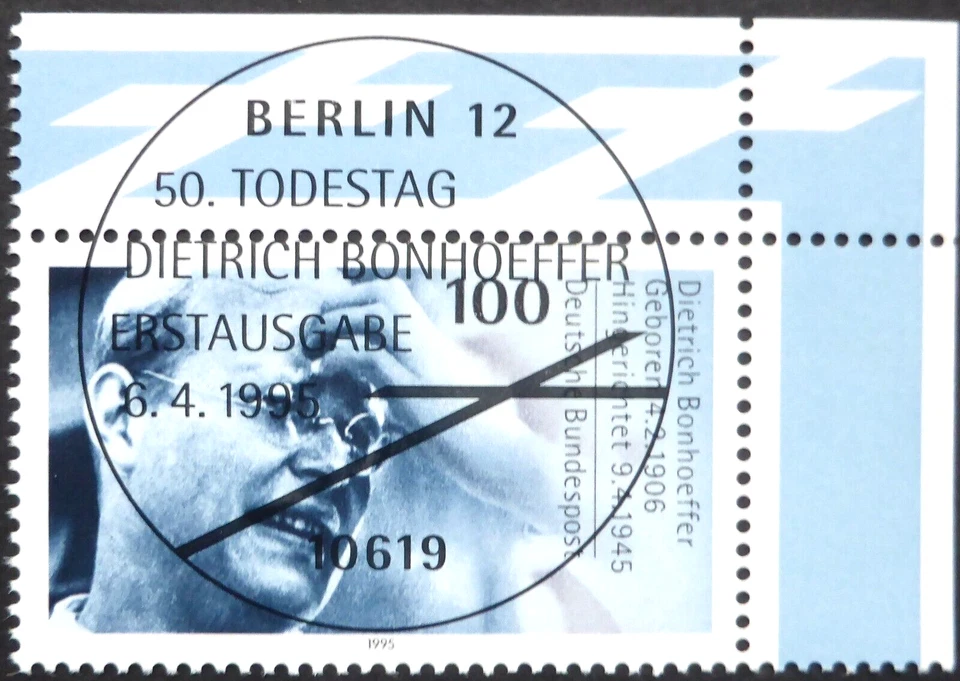 BERLIN 12
50. TODESTAG
DIETRICH BONHOEFFER
ERSTAUSGABE
6. 4. 1995
10619
100
Dietrich Bonhoeffer
Geboren 4.2.1906
Hingerichtet 9.4.1945
Deutsche Bundespost
1995